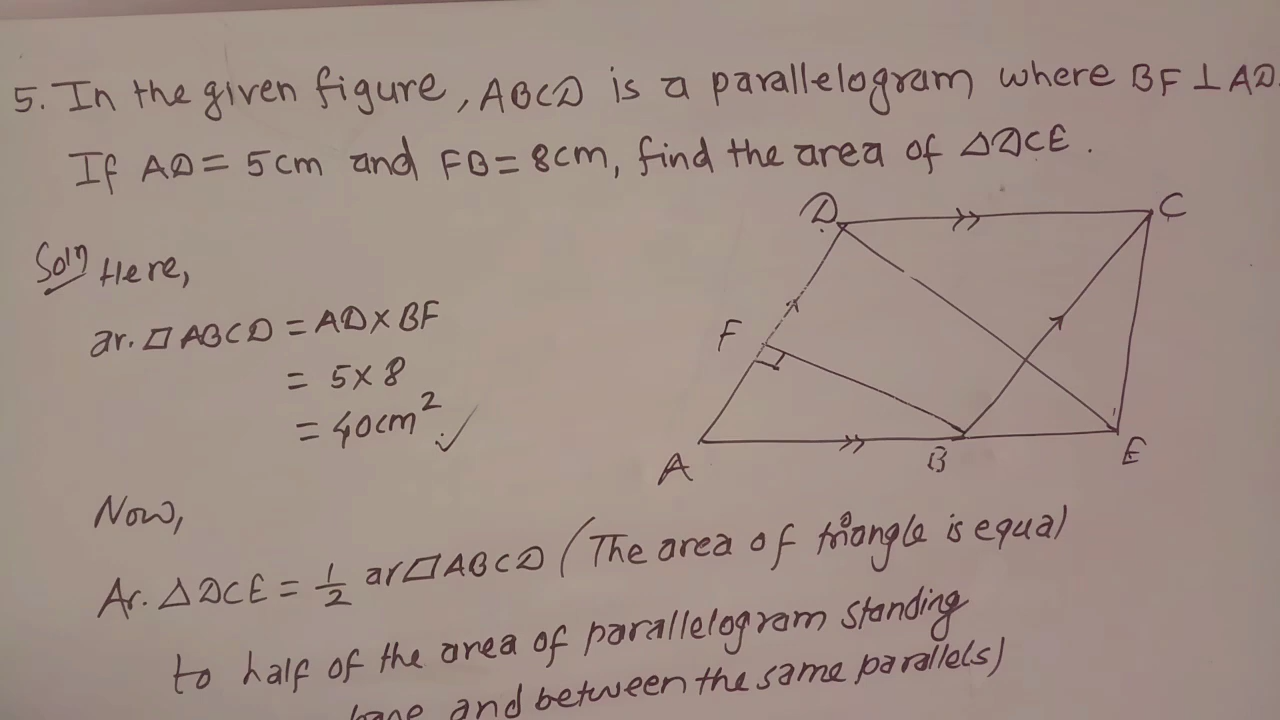 5. In the given figure, ABCD is a parallelogram where BF ⊥ AD.
If AD = 5cm and FB = 8cm, find the area of △DCE.
D
C
F
A
B
E
Soln Here,
ar. ▱ ABCD = AD × BF
= 5 × 8
= 40cm² ✓
Now,
Ar. △DCE = 1/2 ar▱ABCD (The area of triangle is equal
to half of the area of parallelogram standing
and between the same parallels)